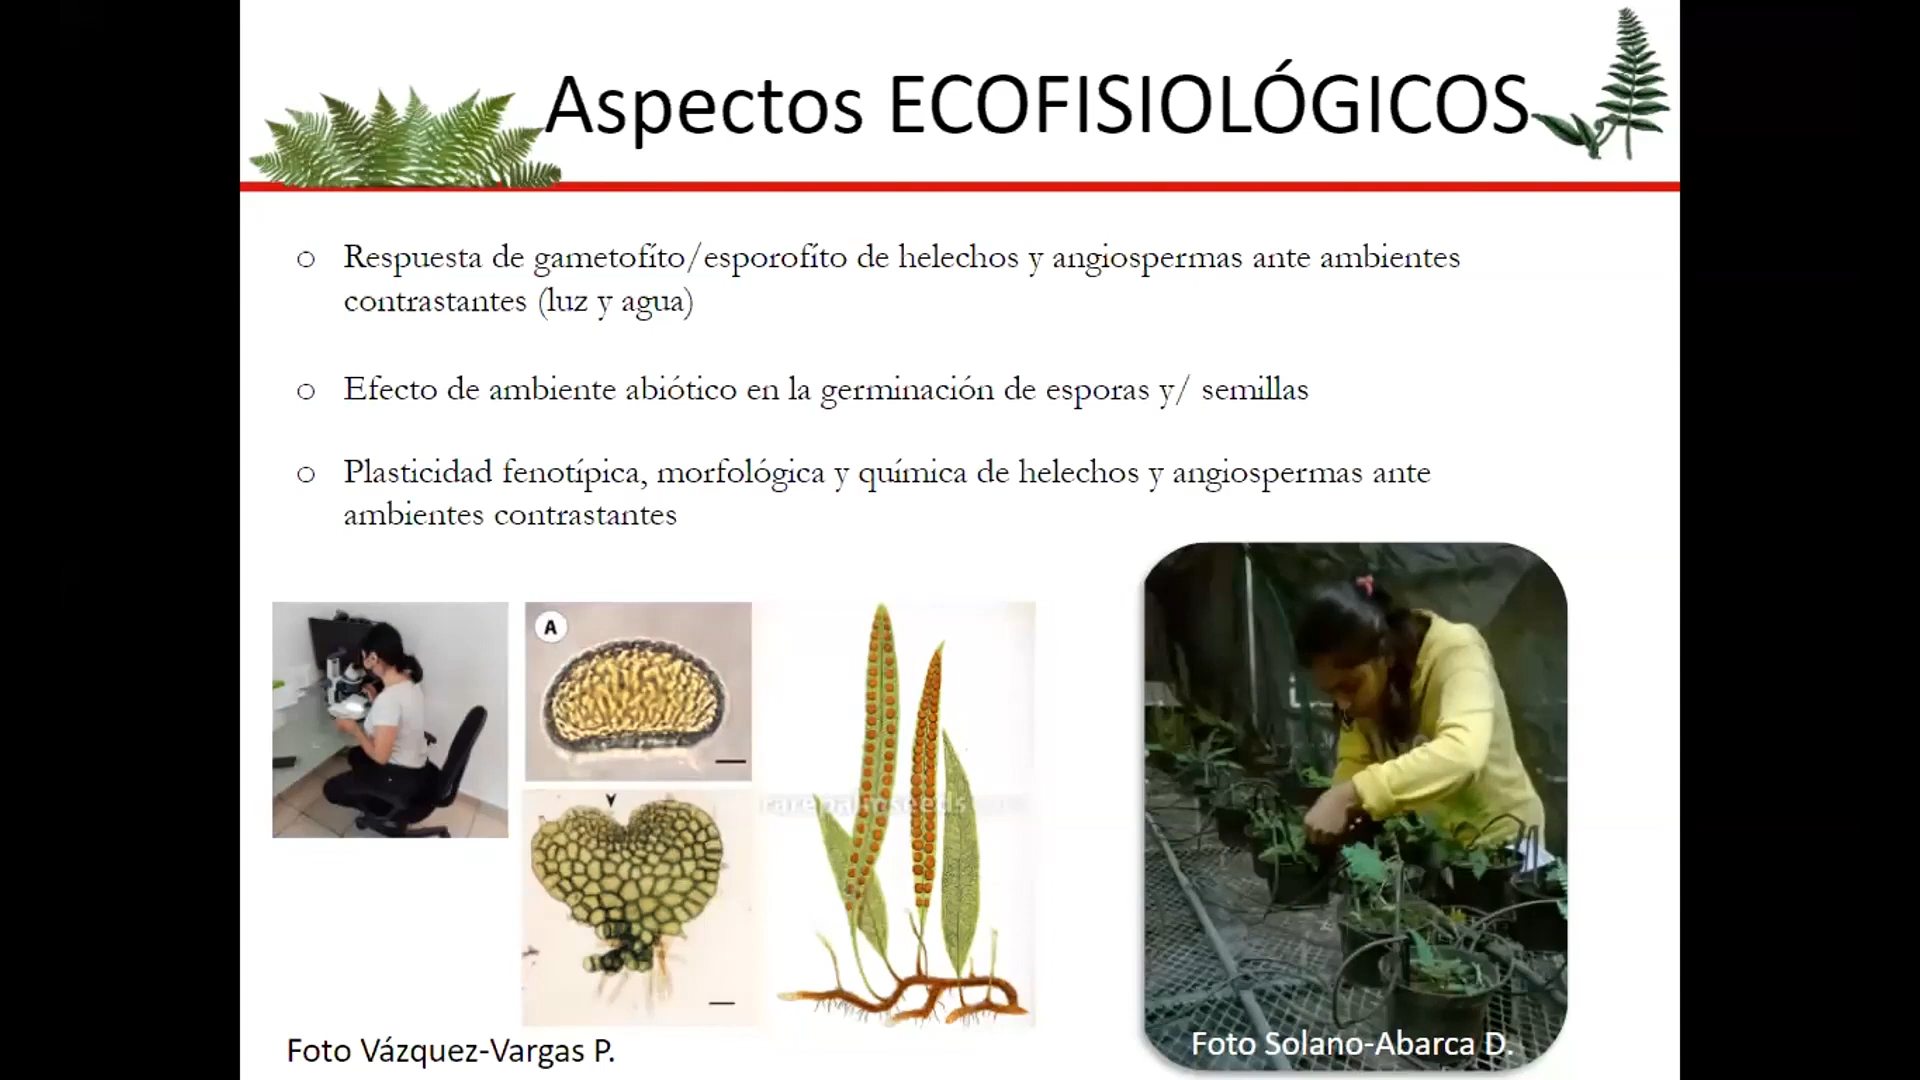 Aspectos ECOFISIOLÓGICOS
o Respuesta de gametofíto/esporofíto de helechos y angiospermas ante ambientes
contrastantes (luz y agua)
o Efecto de ambiente abiótico en la germinación de esporas y/ semillas
o Plasticidad fenotípica, morfológica y química de helechos y angiospermas ante
ambientes contrastantes
A
Foto Vázquez-Vargas P.
Foto Solano-Abarca D.